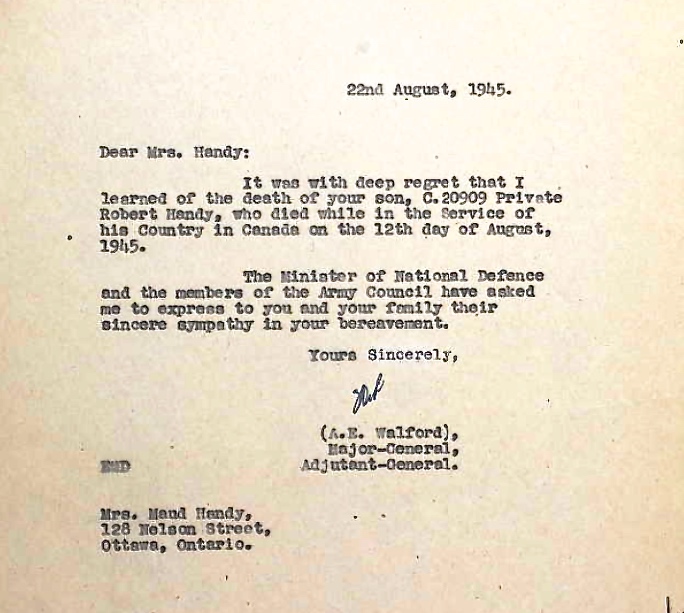 22nd August, 1945.
Dear Mrs. Handy:
It was with deep regret that I
learned of the death of your son, C.20909 Private
Robert Handy, who died while in the Service of
his Country in Canada on the 12th day of August,
1945.
The Minister of National Defence
and the members of the Army Council have asked
me to express to you and your family their
sincere sympathy in your bereavement.
Yours Sincerely,
(A.E. Walford),
Major-General,
Adjutant-General.
Mrs. Maud Handy,
128 Nelson Street,
Ottawa, Ontario.